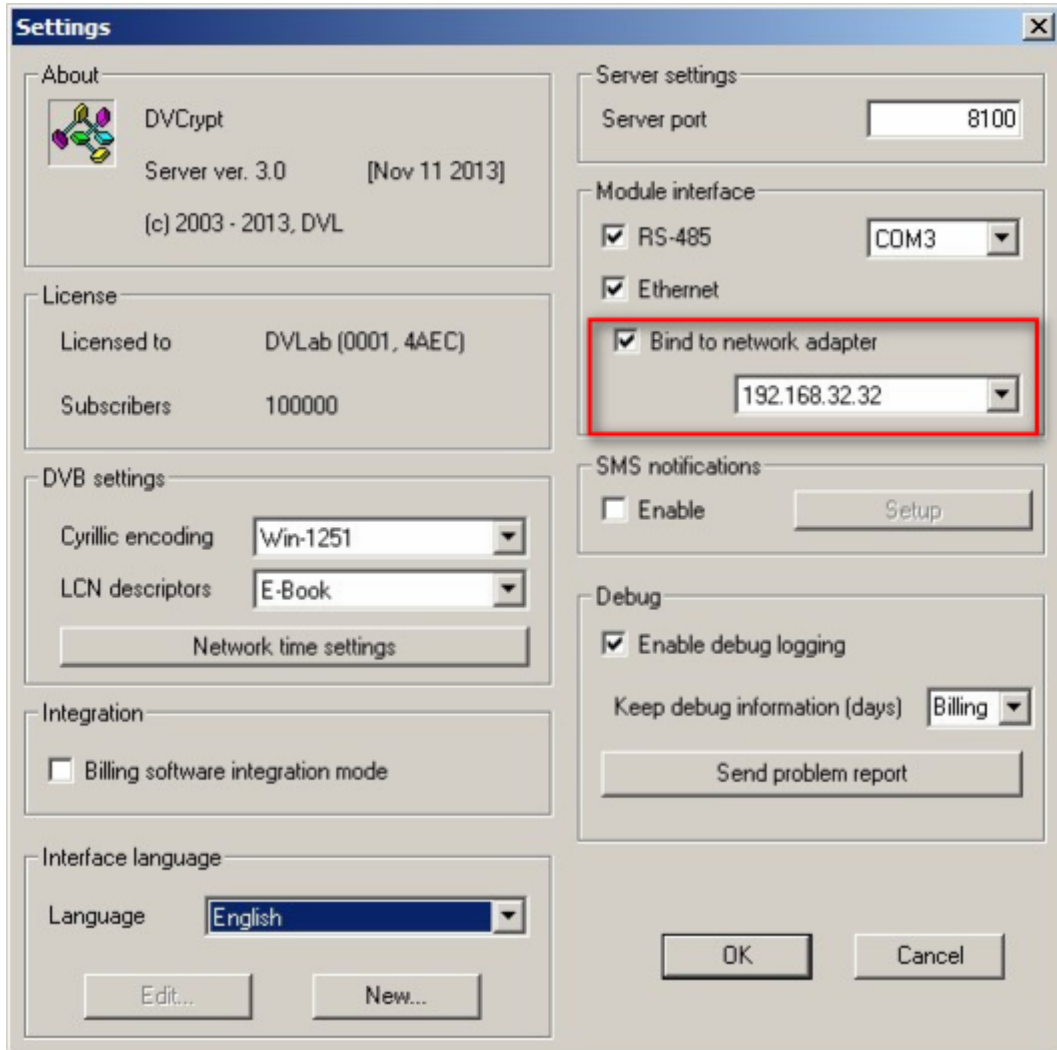 Settings
About
DVCrypt
Server ver. 3.0 [Nov 11 2013]
(c) 2003 - 2013, DVL
License
Licensed to DVLab (0001, 4AEC)
Subscribers 100000
DVB settings
Cyrillic encoding Win-1251
LCN descriptors E-Book
Network time settings
Integration
Billing software integration mode
Interface language
Language English
Edit... New...
Server settings
Server port 8100
Module interface
RS-485 COM3
Ethernet
Bind to network adapter
192.168.32.32
SMS notifications
Enable Setup
Debug
Enable debug logging
Keep debug information (days) Billing
Send problem report
OK Cancel